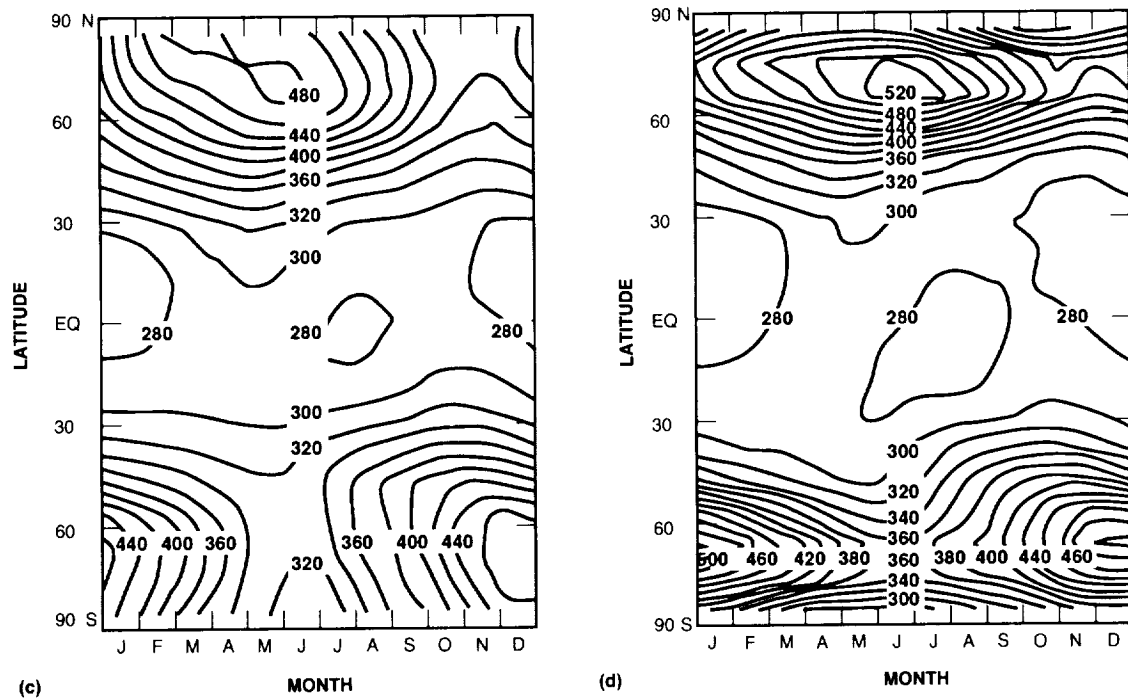 90 N
60
30
EQ
30
60
90 S
LATITUDE
480
440
400
360
320
300
280
280
280
300
320
440 400 360
360 400 440
320
J F M A M J J A S O N D
MONTH
(c)
90 N
60
30
EQ
30
60
90 S
LATITUDE
520
480
440
400
360
320
300
280
280
280
300
320
340
360
500 460 420 380
360
380 400 440 460
340
300
J F M A M J J A S O N D
MONTH
(d)